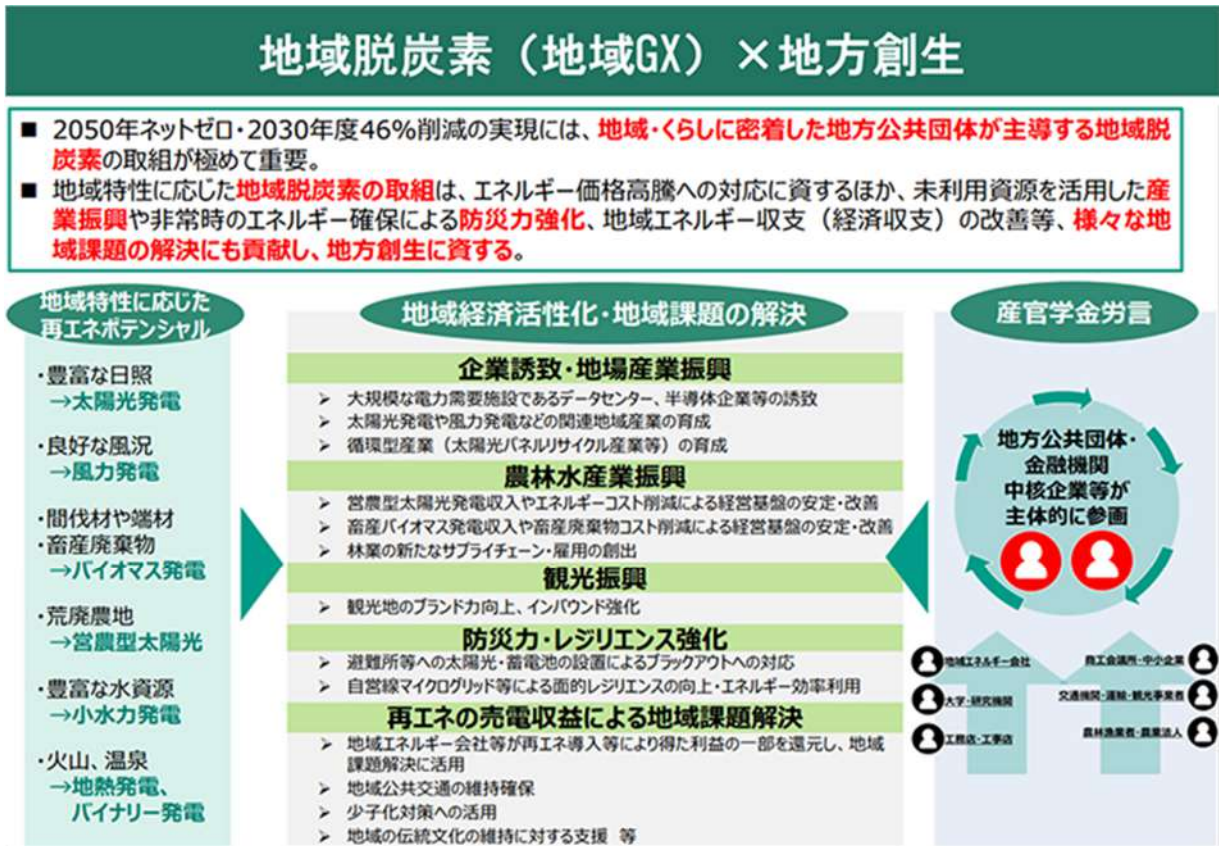 地域脱炭素（地域GX）×地方創生
■ 2050年ネットゼロ・2030年度46%削減の実現には、地域・くらしに密着した地方公共団体が主導する地域脱
炭素の取組が極めて重要。
■ 地域特性に応じた地域脱炭素の取組は、エネルギー価格高騰への対応に資するほか、未利用資源を活用した産
業振興や非常時のエネルギー確保による防災力強化、地域エネルギー収支（経済収支）の改善等、様々な地
域課題の解決にも貢献し、地方創生に資する。
地域特性に応じた
再エネポテンシャル
・豊富な日照
→太陽光発電
・良好な風況
→風力発電
・間伐材や端材
・畜産廃棄物
→バイオマス発電
・荒廃農地
→営農型太陽光
・豊富な水資源
→小水力発電
・火山、温泉
→地熱発電、
バイナリー発電
地域経済活性化・地域課題の解決
企業誘致・地場産業振興
➢ 大規模な電力需要施設であるデータセンター、半導体企業等の誘致
➢ 太陽光発電や風力発電などの関連地域産業の育成
➢ 循環型産業（太陽光パネルリサイクル産業等）の育成
農林水産業振興
➢ 営農型太陽光発電収入やエネルギーコスト削減による経営基盤の安定・改善
➢ 畜産バイオマス発電収入や畜産廃棄物コスト削減による経営基盤の安定・改善
➢ 林業の新たなサプライチェーン・雇用の創出
観光振興
➢ 観光地のブランド力向上、インバウンド強化
防災力・レジリエンス強化
➢ 避難所等への太陽光・蓄電池の設置によるブラックアウトへの対応
➢ 自営線マイクログリッド等による面的レジリエンスの向上・エネルギー効率利用
再エネの売電収益による地域課題解決
➢ 地域エネルギー会社等が再エネ導入等により得た利益の一部を還元し、地域
課題解決に活用
➢ 地域公共交通の維持確保
➢ 少子化対策への活用
➢ 地域の伝統文化の維持に対する支援 等
産官学金労言
地方公共団体・
金融機関
中核企業等が
主体的に参画
地域エネルギー会社
大学・研究機関
工務店・工事店
商工会議所・中小企業
交通機関・運輸・観光事業者
農林漁業者・農業法人